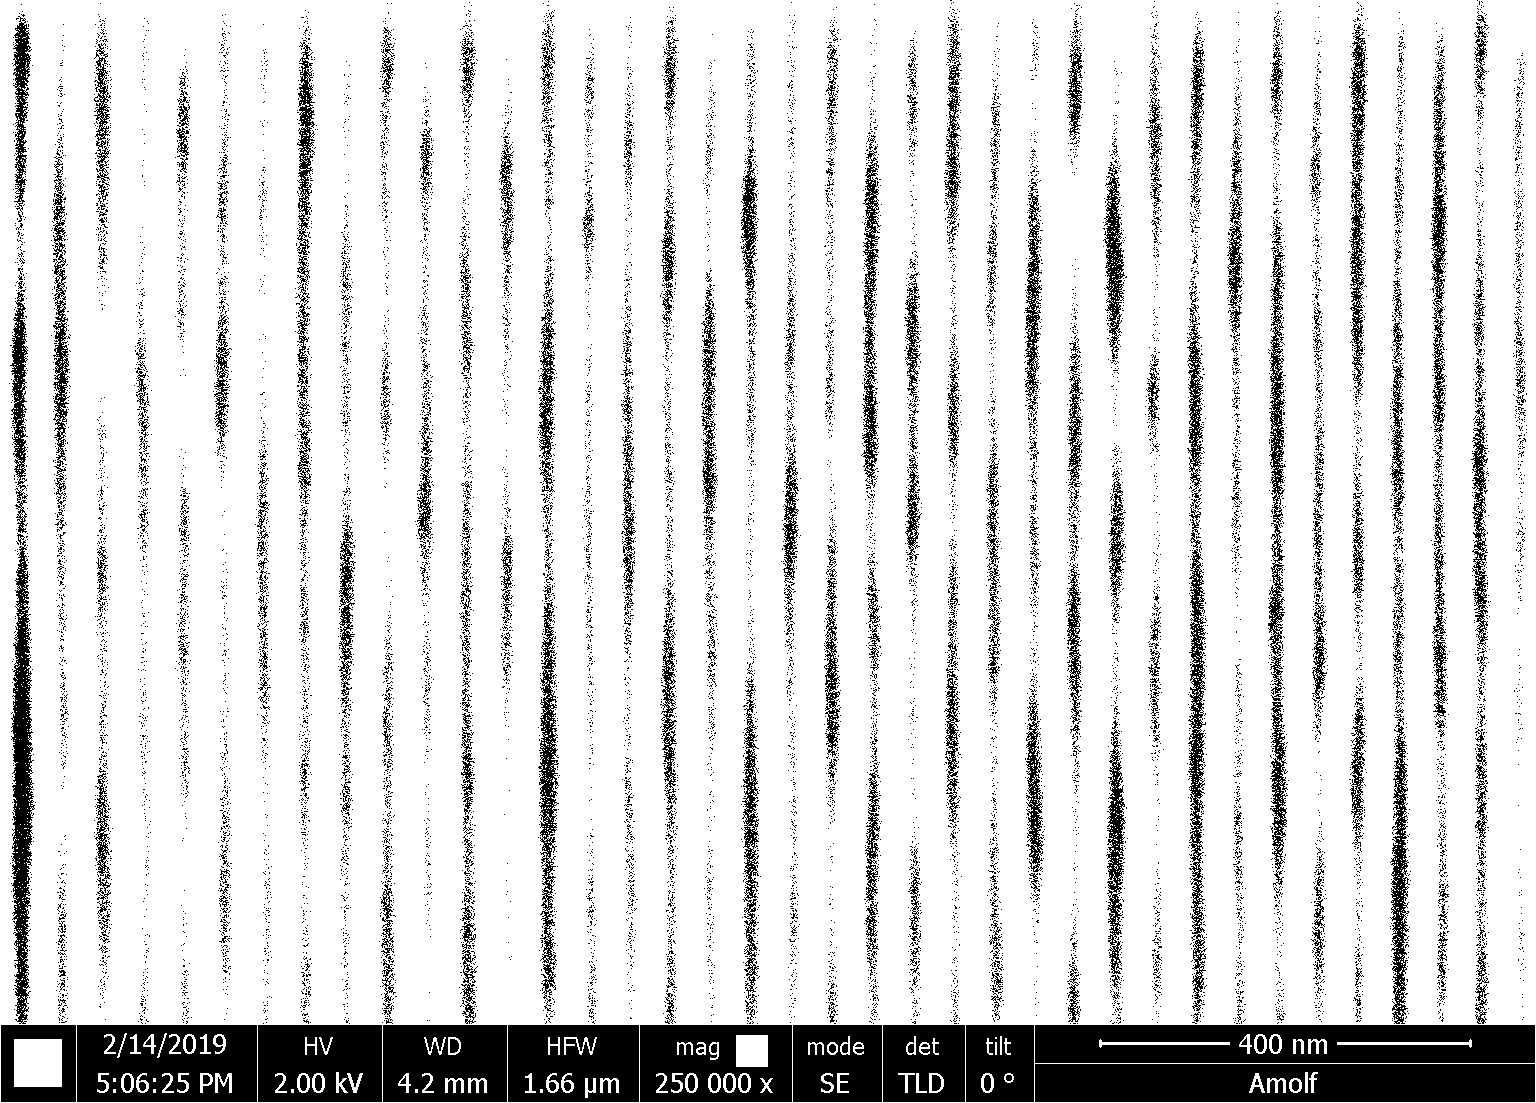 2/14/2019
5:06:25 PM
HV
2.00 kV
WD
4.2 mm
HFW
1.66 µm
mag
250 000 x
mode
SE
det
TLD
tilt
0 °
400 nm
Amolf